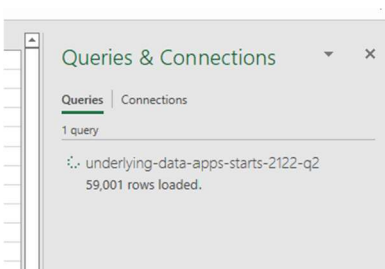 Queries & Connections
Queries | Connections
1 query
underlying-data-apps-starts-2122-q2
59,001 rows loaded.